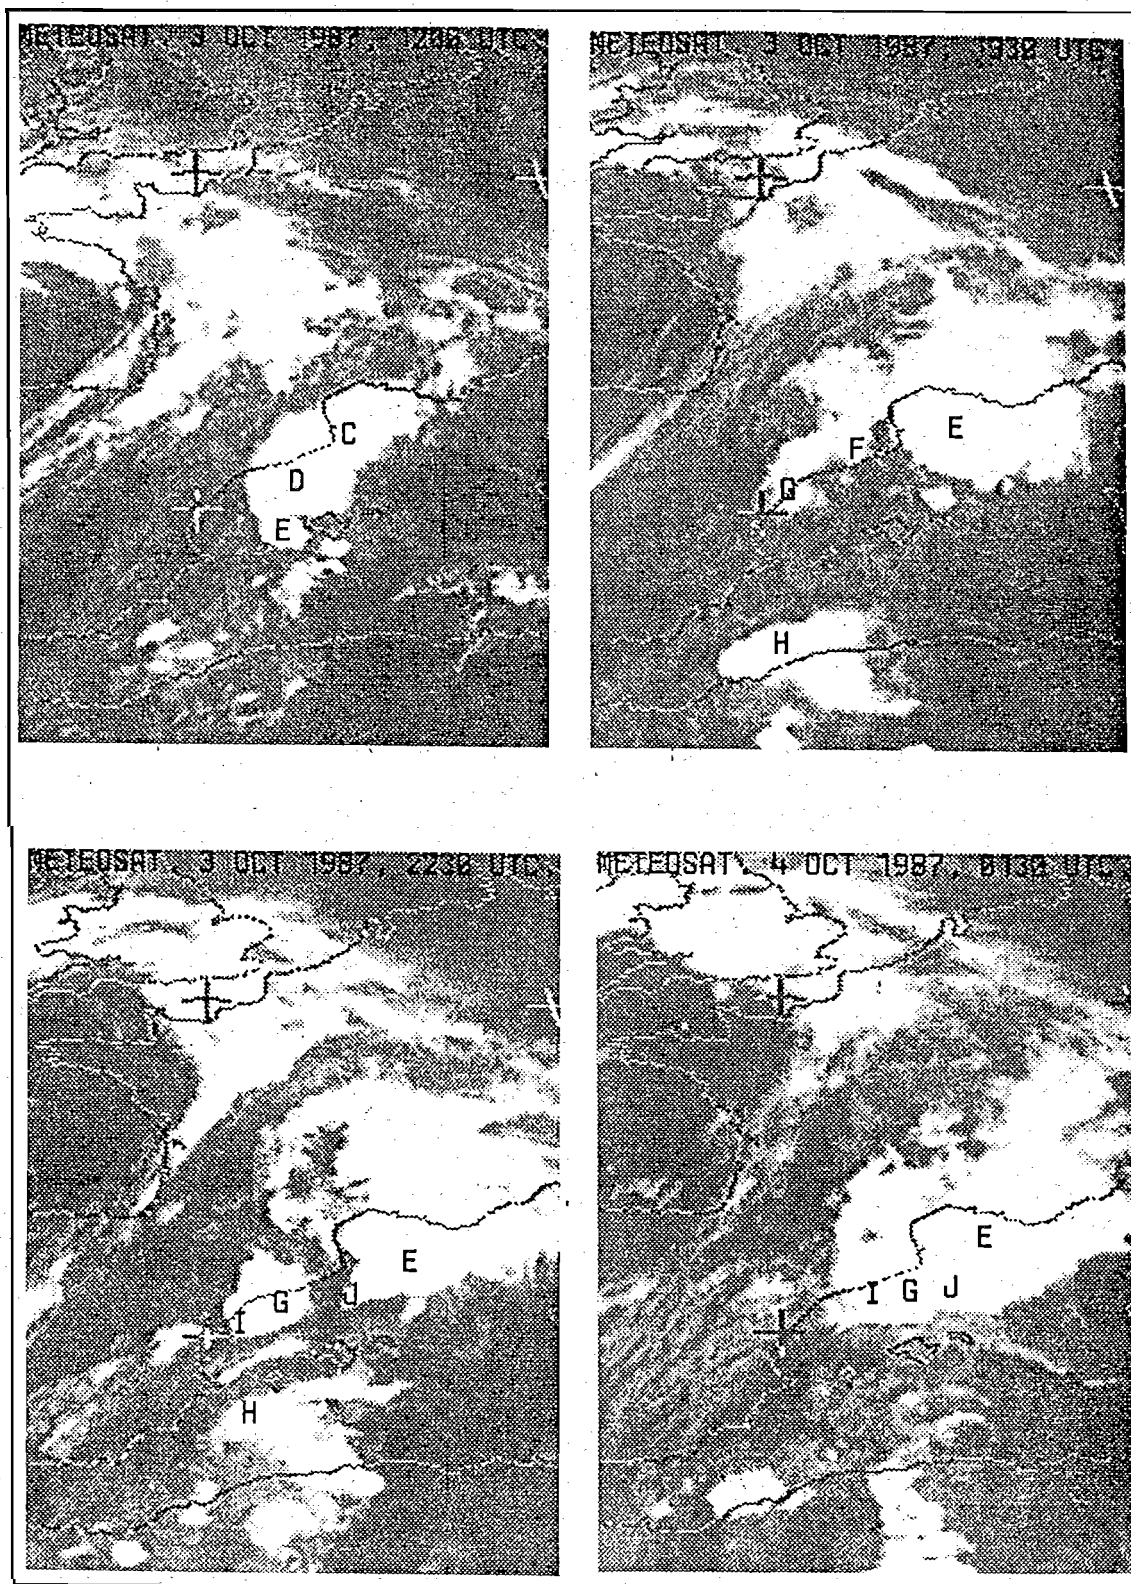 METEOSAT, 3 OCT 1987, UTC.
C
D
E
METEOSAT, 3 OCT 1987, 1930 UTC.
E
F
G
H
METEOSAT, 3 OCT 1987, 2230 UTC.
E
G J
I
H
METEOSAT, 4 OCT 1987, 0130 UTC.
E
I G J